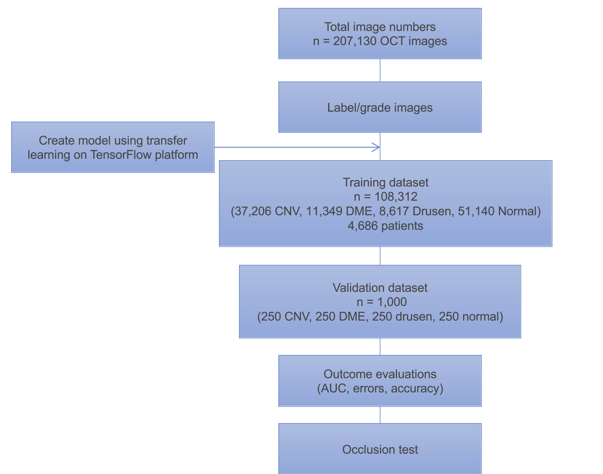 Total image numbers
n = 207,130 OCT images
Label/grade images
Create model using transfer
learning on TensorFlow platform
Training dataset
n = 108,312
(37,206 CNV, 11,349 DME, 8,617 Drusen, 51,140 Normal)
4,686 patients
Validation dataset
n = 1,000
(250 CNV, 250 DME, 250 drusen, 250 normal)
Outcome evaluations
(AUC, errors, accuracy)
Occlusion test